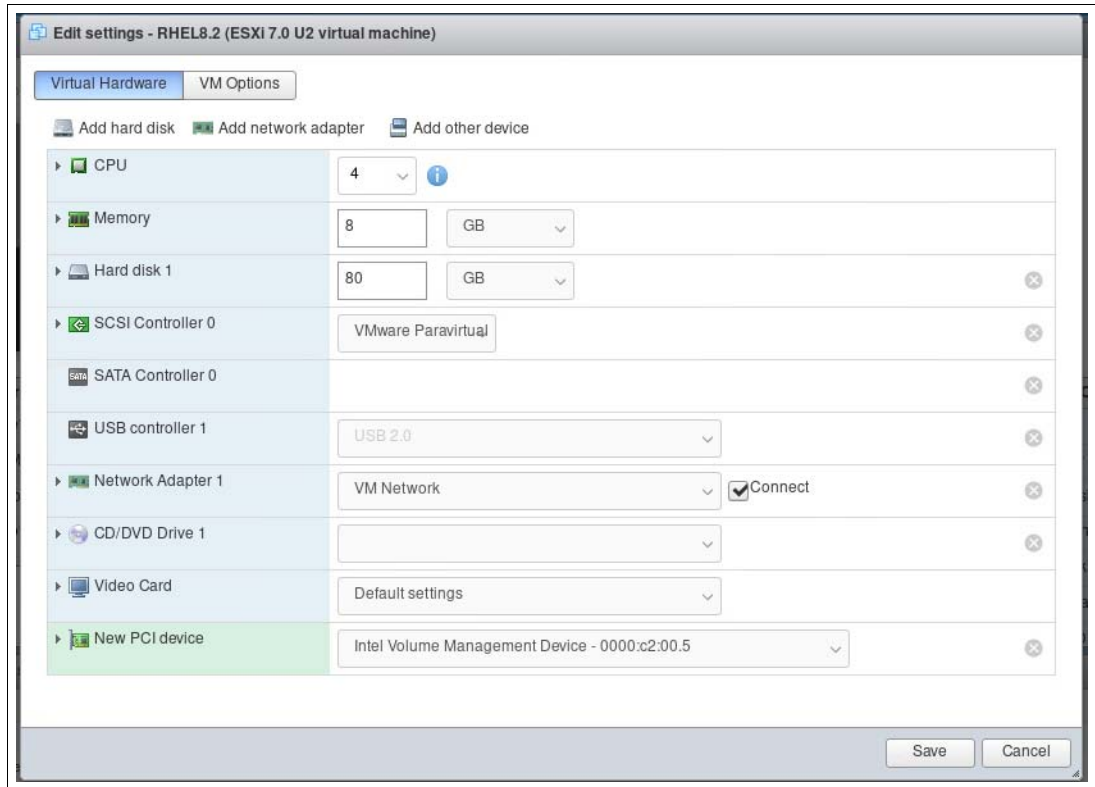 Edit settings - RHEL8.2 (ESXi 7.0 U2 virtual machine)
Virtual Hardware VM Options
Add hard disk Add network adapter Add other device
CPU 4
Memory 8 GB
Hard disk 1 80 GB
SCSI Controller 0 VMware Paravirtual
SATA SATA Controller 0
USB controller 1 USB 2.0
Network Adapter 1 VM Network Connect
CD/DVD Drive 1
Video Card Default settings
New PCI device Intel Volume Management Device - 0000:c2:00.5
Save Cancel